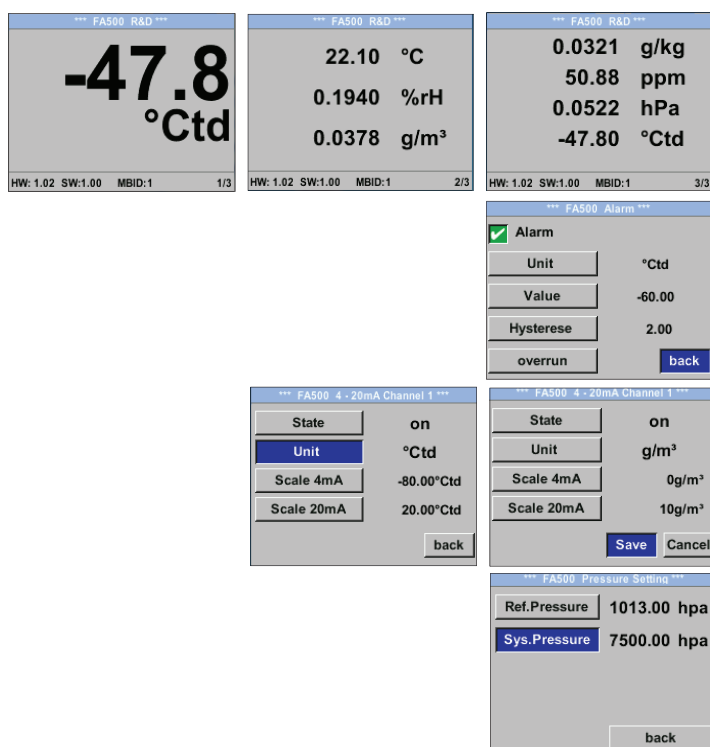 *** FA500 R&D ***
-47.8
°Ctd
HW: 1.02 SW:1.00 MBID:1 1/3
*** FA500 R&D ***
22.10 °C
0.1940 %rH
0.0378 g/m³
HW: 1.02 SW:1.00 MBID:1 2/3
*** FA500 R&D ***
0.0321 g/kg
50.88 ppm
0.0522 hPa
-47.80 °Ctd
HW: 1.02 SW:1.00 MBID:1 3/3
*** FA500 Alarm ***
Alarm
Unit °Ctd
Value -60.00
Hysterese 2.00
overrun back
*** FA500 4 - 20mA Channel 1 ***
State on
Unit °Ctd
Scale 4mA -80.00°Ctd
Scale 20mA 20.00°Ctd
back
*** FA500 4 - 20mA Channel 1 ***
State on
Unit g/m³
Scale 4mA 0g/m³
Scale 20mA 10g/m³
Save Cancel
*** FA500 Pressure Setting ***
Ref.Pressure 1013.00 hpa
Sys.Pressure 7500.00 hpa
back